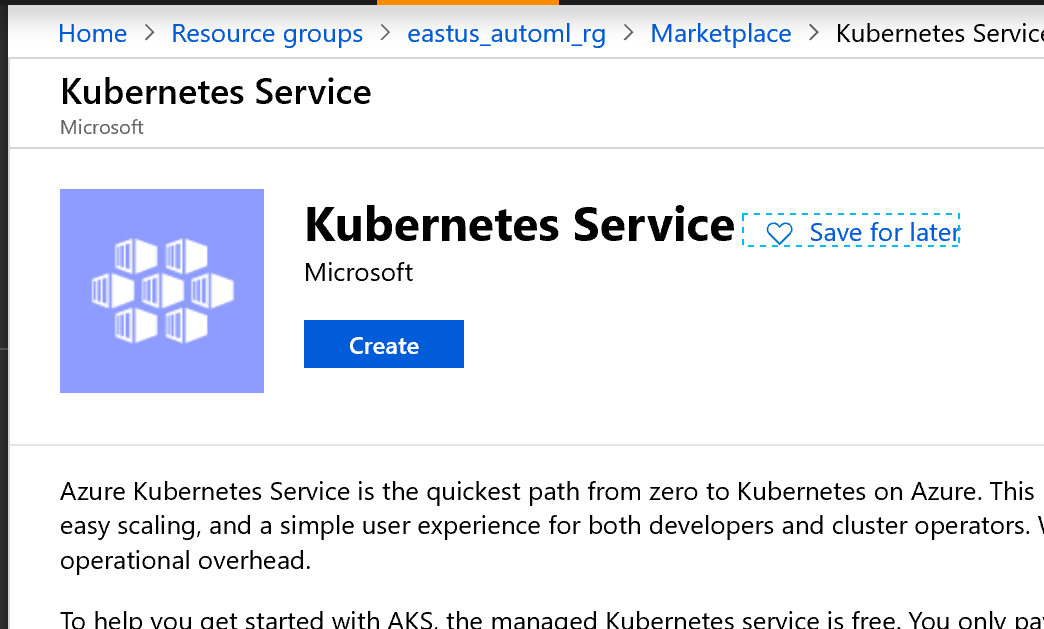 Home > Resource groups > eastus_automl_rg > Marketplace > Kubernetes Service
Kubernetes Service
Microsoft
Kubernetes Service
Save for later
Microsoft
Create
Azure Kubernetes Service is the quickest path from zero to Kubernetes on Azure. This
easy scaling, and a simple user experience for both developers and cluster operators.
operational overhead.
To help you get started with AKS, the managed Kubernetes service is free. You only